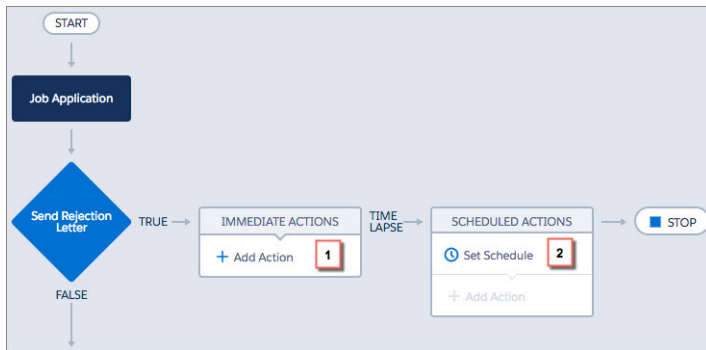 START
Job Application
Send Rejection
Letter
TRUE
IMMEDIATE ACTIONS
+ Add Action
1
TIME
LAPSE
SCHEDULED ACTIONS
Set Schedule
2
+ Add Action
STOP
FALSE